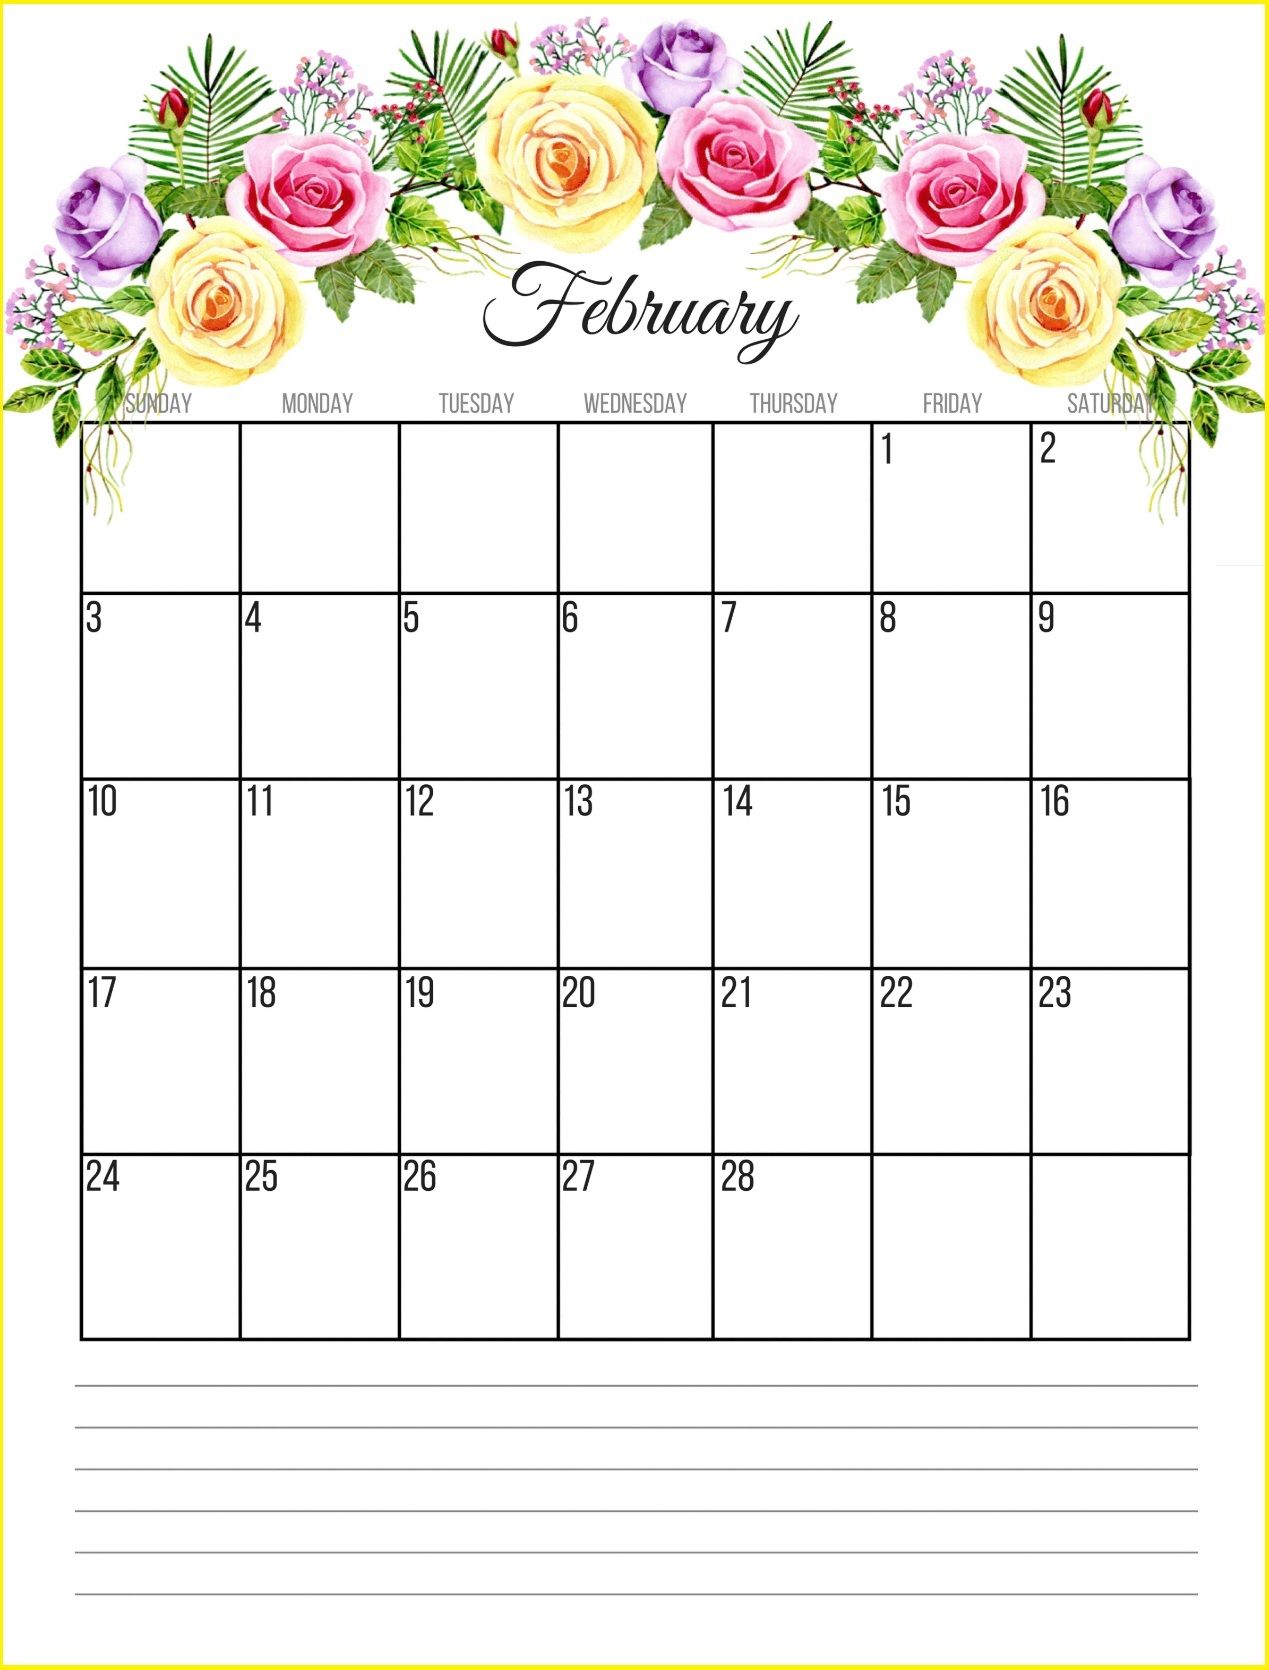 February
SUNDAY MONDAY TUESDAY WEDNESDAY THURSDAY FRIDAY SATURDAY
1 2
3 4 5 6 7 8 9
10 11 12 13 14 15 16
17 18 19 20 21 22 23
24 25 26 27 28